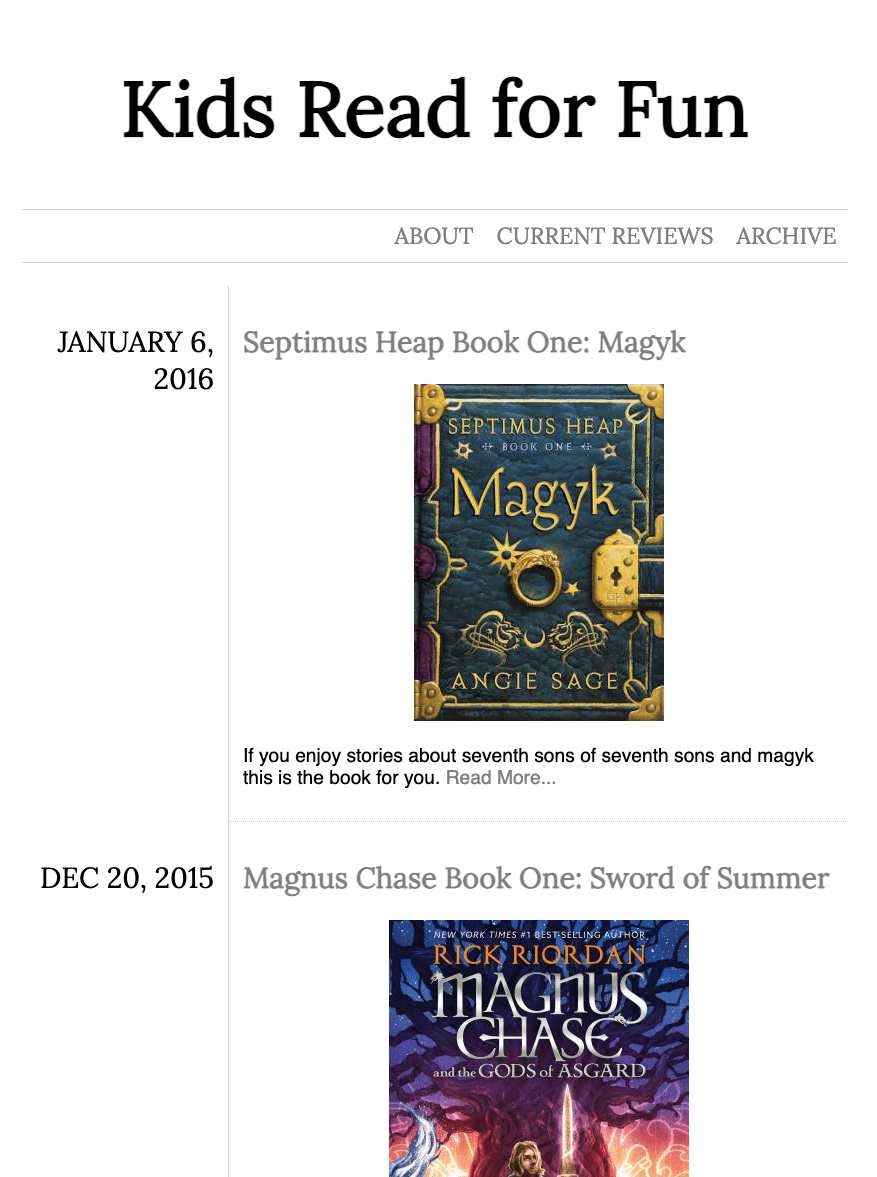 Kids Read for Fun
ABOUT CURRENT REVIEWS ARCHIVE
JANUARY 6,
2016
Septimus Heap Book One: Magyk
SEPTIMUS HEAP
BOOK ONE
Magyk
ANGIE SAGE
If you enjoy stories about seventh sons of seventh sons and magyk
this is the book for you. Read More...
DEC 20, 2015
Magnus Chase Book One: Sword of Summer
NEW YORK TIMES #1 BEST-SELLING AUTHOR
RICK RIORDAN
MAGNUS
CHASE
and the GODS of ASGARD